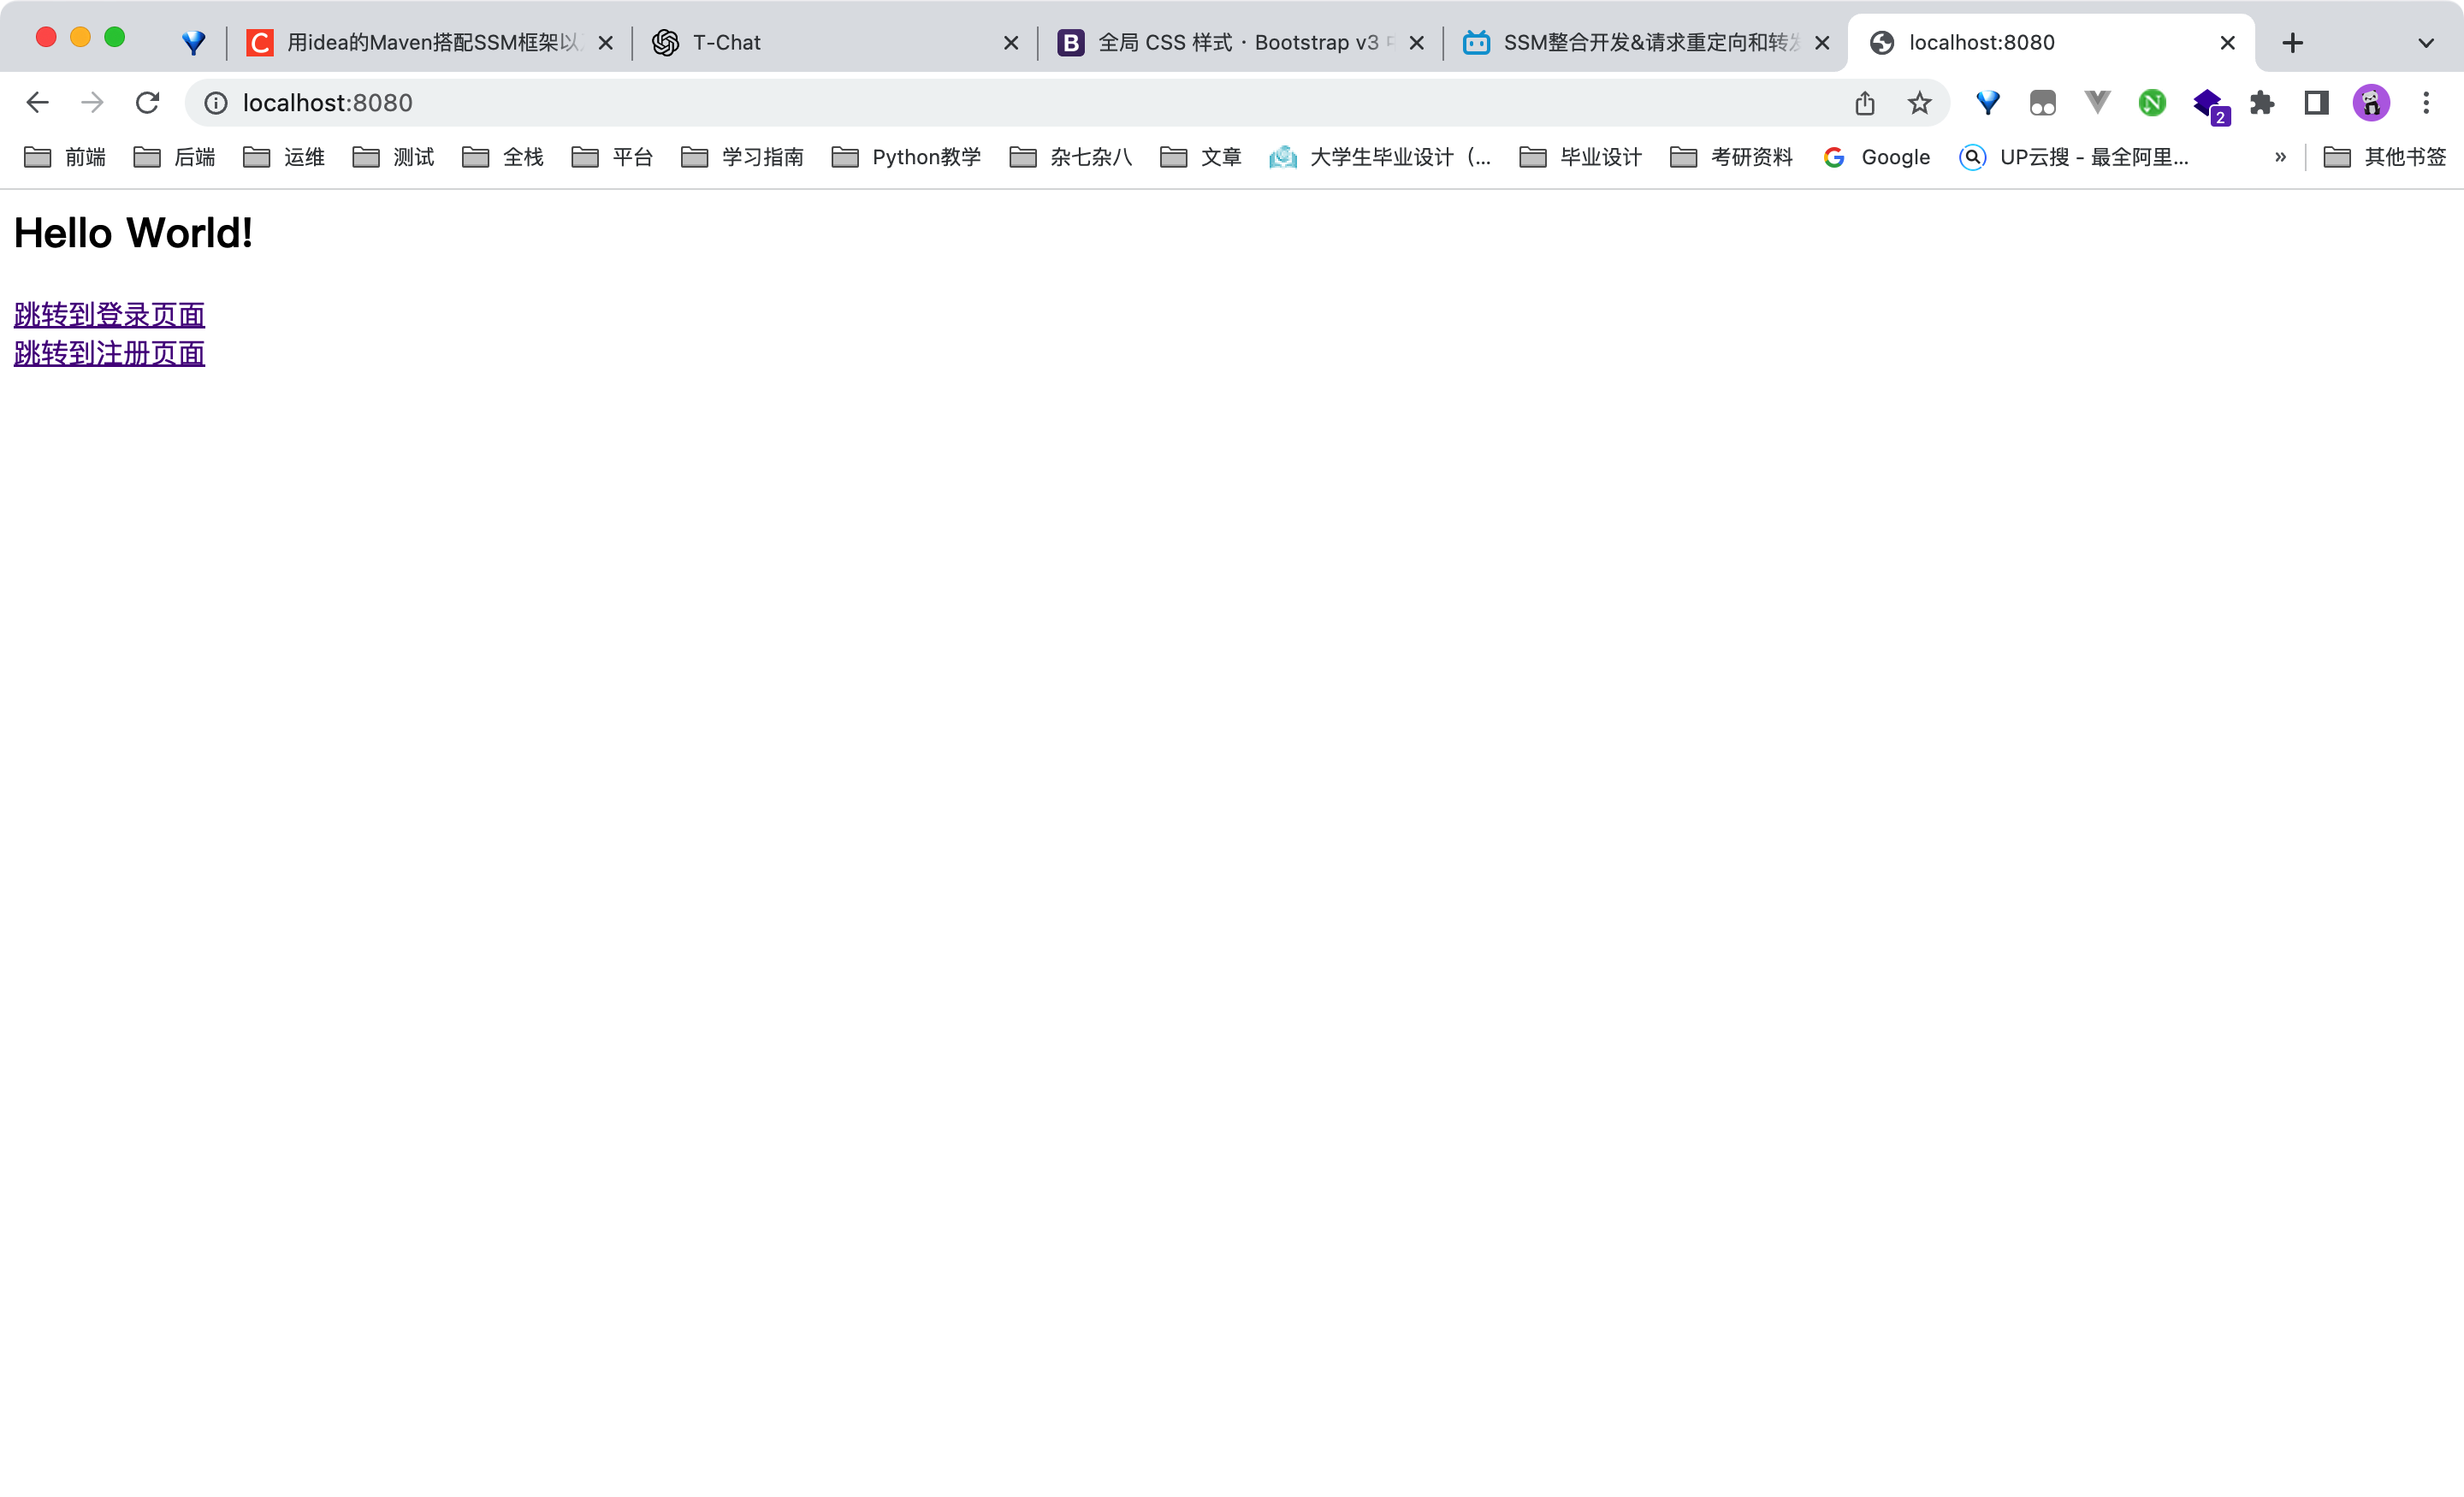 用idea的Maven搭配SSM框架以
T-Chat
全局 CSS 样式 · Bootstrap v3
SSM整合开发&请求重定向和转发
localhost:8080
localhost:8080
2
前端 后端 运维 测试 全栈 平台 学习指南 Python教学 杂七杂八 文章 大学生毕业设计（... 毕业设计 考研资料 Google UP云搜 - 最全阿里... » 其他书签
Hello World!
跳转到登录页面
跳转到注册页面